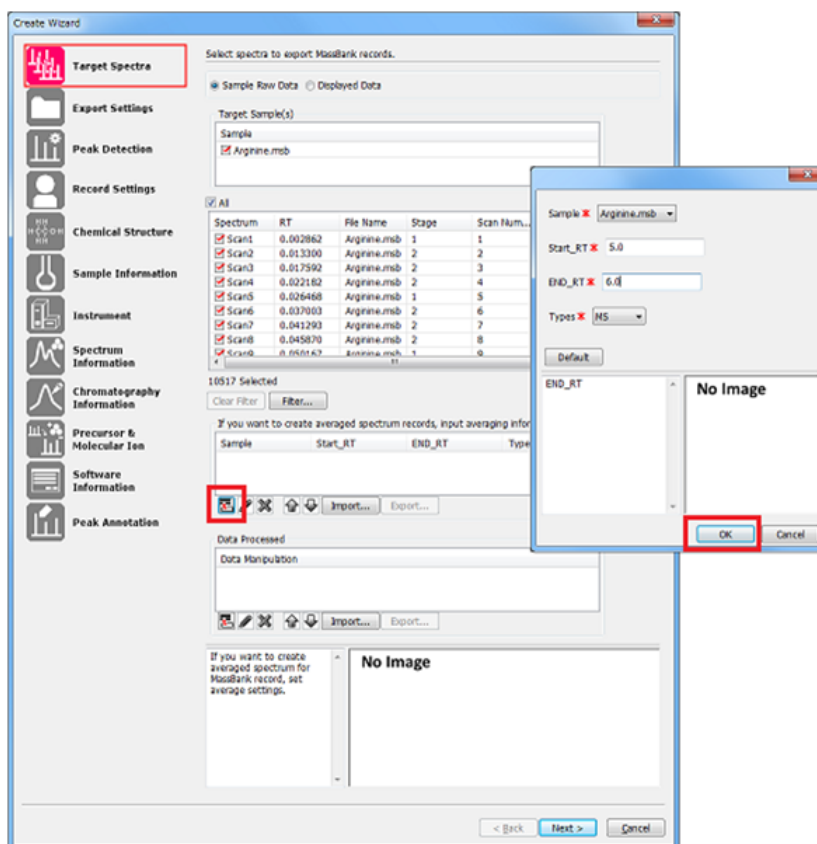 Create Wizard
Target Spectra
Export Settings
Peak Detection
Record Settings
Chemical Structure
Sample Information
Instrument
Spectrum
Information
Chromatography
Information
Precursor &
Molecular Ion
Software
Information
Peak Annotation
Select spectra to export MassBank records.
Sample Raw Data Displayed Data
Target Sample(s)
Sample
Arginine.msb
All
Spectrum RT File Name Stage Scan Num...
Scan1 0.002862 Arginine.msb 1 1
Scan2 0.013300 Arginine.msb 2 2
Scan3 0.017592 Arginine.msb 2 3
Scan4 0.022182 Arginine.msb 2 4
Scan5 0.026468 Arginine.msb 1 5
Scan6 0.037003 Arginine.msb 2 6
Scan7 0.041293 Arginine.msb 2 7
Scan8 0.045870 Arginine.msb 2 8
Scan9 0.050167 Arginine.msb 1 9
10517 Selected
Clear Filter Filter...
If you want to create averaged spectrum records, input averaging infor
Sample Start_RT END_RT Type
Import... Export...
Data Processed
Data Manipulation
Import... Export...
If you want to create
averaged spectrum for
MassBank record, set
average settings.
No Image
< Back Next > Cancel
Sample Arginine.msb
Start_RT 5.0
END_RT 6.0
Types MS
Default
END_RT
No Image
OK Cancel